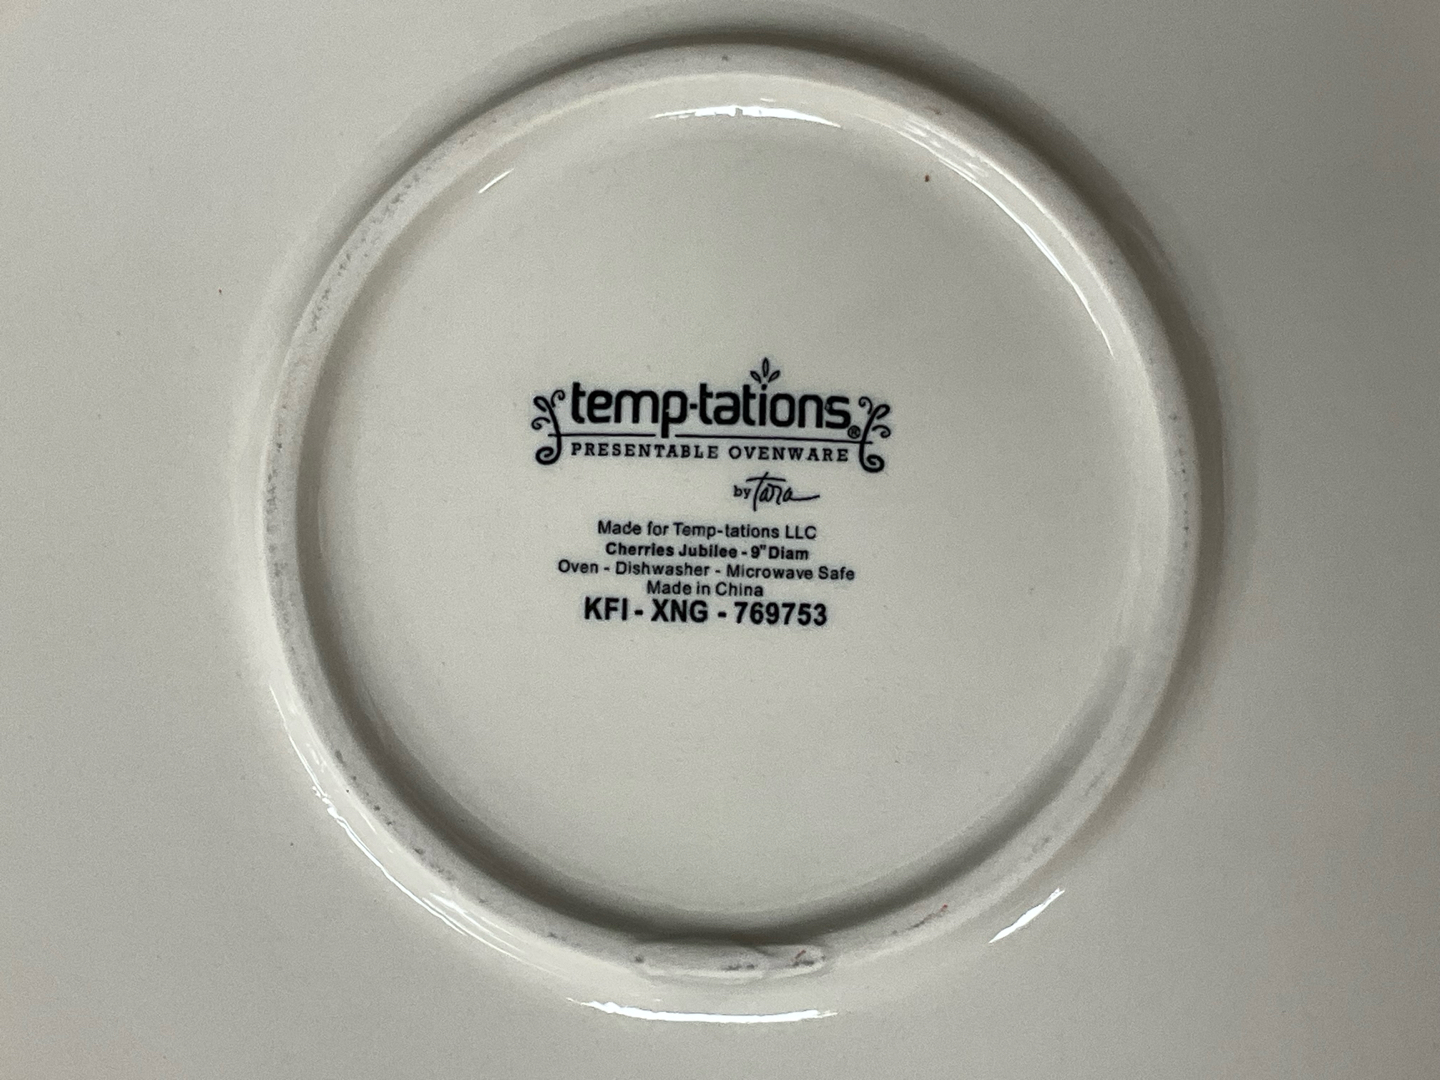 temp-tations®
PRESENTABLE OVENWARE
by Tara
Made for Temp-tations LLC
Cherries Jubilee - 9" Diam
Oven - Dishwasher - Microwave Safe
Made in China
KFI - XNG - 769753